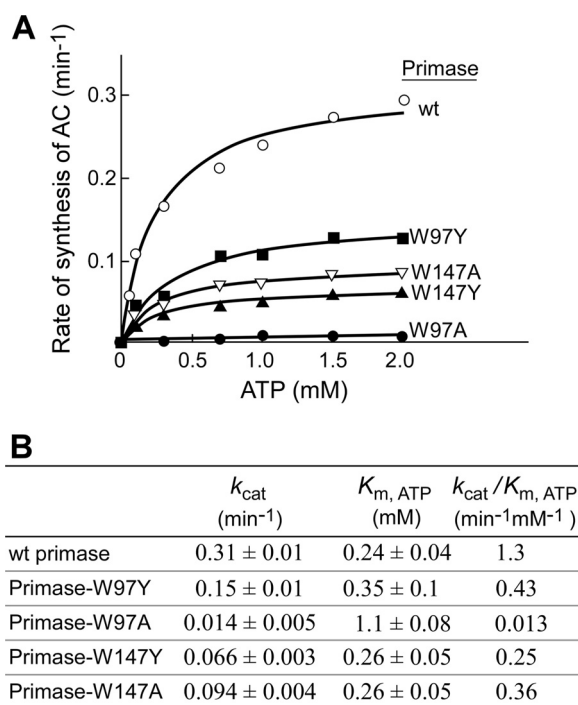 A
Rate of synthesis of AC (min-1)
0.3
0.2
0.1
Primase
wt
W97Y
W147A
W147Y
W97A
0 0.5 1.0 1.5 2.0
ATP (mM)
B
kcat Km, ATP kcat /Km, ATP
(min-1) (mM) (min-1mM-1 )
wt primase 0.31 ± 0.01 0.24 ± 0.04 1.3
Primase-W97Y 0.15 ± 0.01 0.35 ± 0.1 0.43
Primase-W97A 0.014 ± 0.005 1.1 ± 0.08 0.013
Primase-W147Y 0.066 ± 0.003 0.26 ± 0.05 0.25
Primase-W147A 0.094 ± 0.004 0.26 ± 0.05 0.36